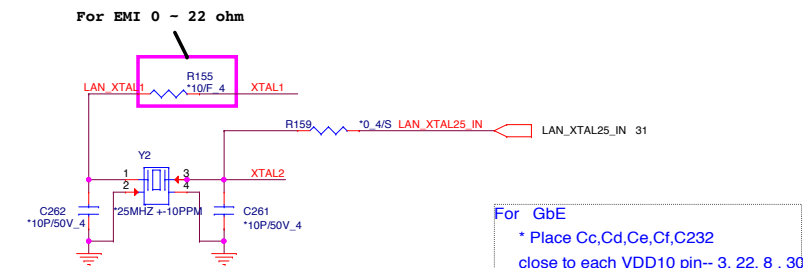 For EMI 0 ~ 22 ohm
R155
LAN_XTAL1 *10/F_4 XTAL1
R159 *0_4/S LAN_XTAL25_IN LAN_XTAL25_IN 31
Y2
1 3 XTAL2
2 4
C262 *25MHZ +-10PPM C261
*10P/50V_4 *10P/50V_4
For GbE
* Place Cc,Cd,Ce,Cf,C232
close to each VDD10 pin-- 3, 22, 8 , 30